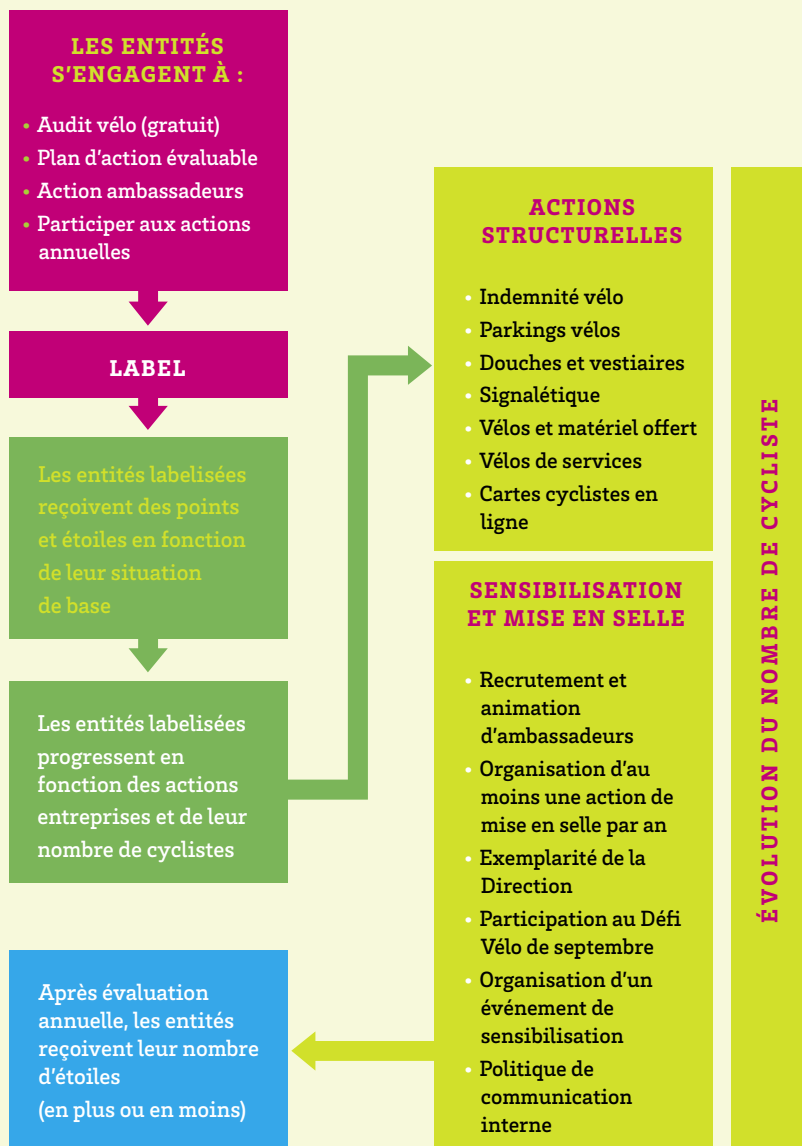 LES ENTITÉS
S'ENGAGENT À :
• Audit vélo (gratuit)
• Plan d'action évaluable
• Action ambassadeurs
• Participer aux actions
annuelles
LABEL
Les entités labelisées
reçoivent des points
et étoiles en fonction
de leur situation
de base
Les entités labelisées
progressent en
fonction des actions
entreprises et de leur
nombre de cyclistes
ACTIONS
STRUCTURELLES
• Indemnité vélo
• Parkings vélos
• Douches et vestiaires
• Signalétique
• Vélos et matériel offert
• Vélos de services
• Cartes cyclistes en
ligne
SENSIBILISATION
ET MISE EN SELLE
• Recrutement et
animation
d'ambassadeurs
• Organisation d'au
moins une action de
mise en selle par an
• Exemplarité de la
Direction
• Participation au Défi
Vélo de septembre
• Organisation d'un
événement de
sensibilisation
• Politique de
communication
interne
ÉVOLUTION DU NOMBRE DE CYCLISTE
Après évaluation
annuelle, les entités
reçoivent leur nombre
d'étoiles
(en plus ou en moins)